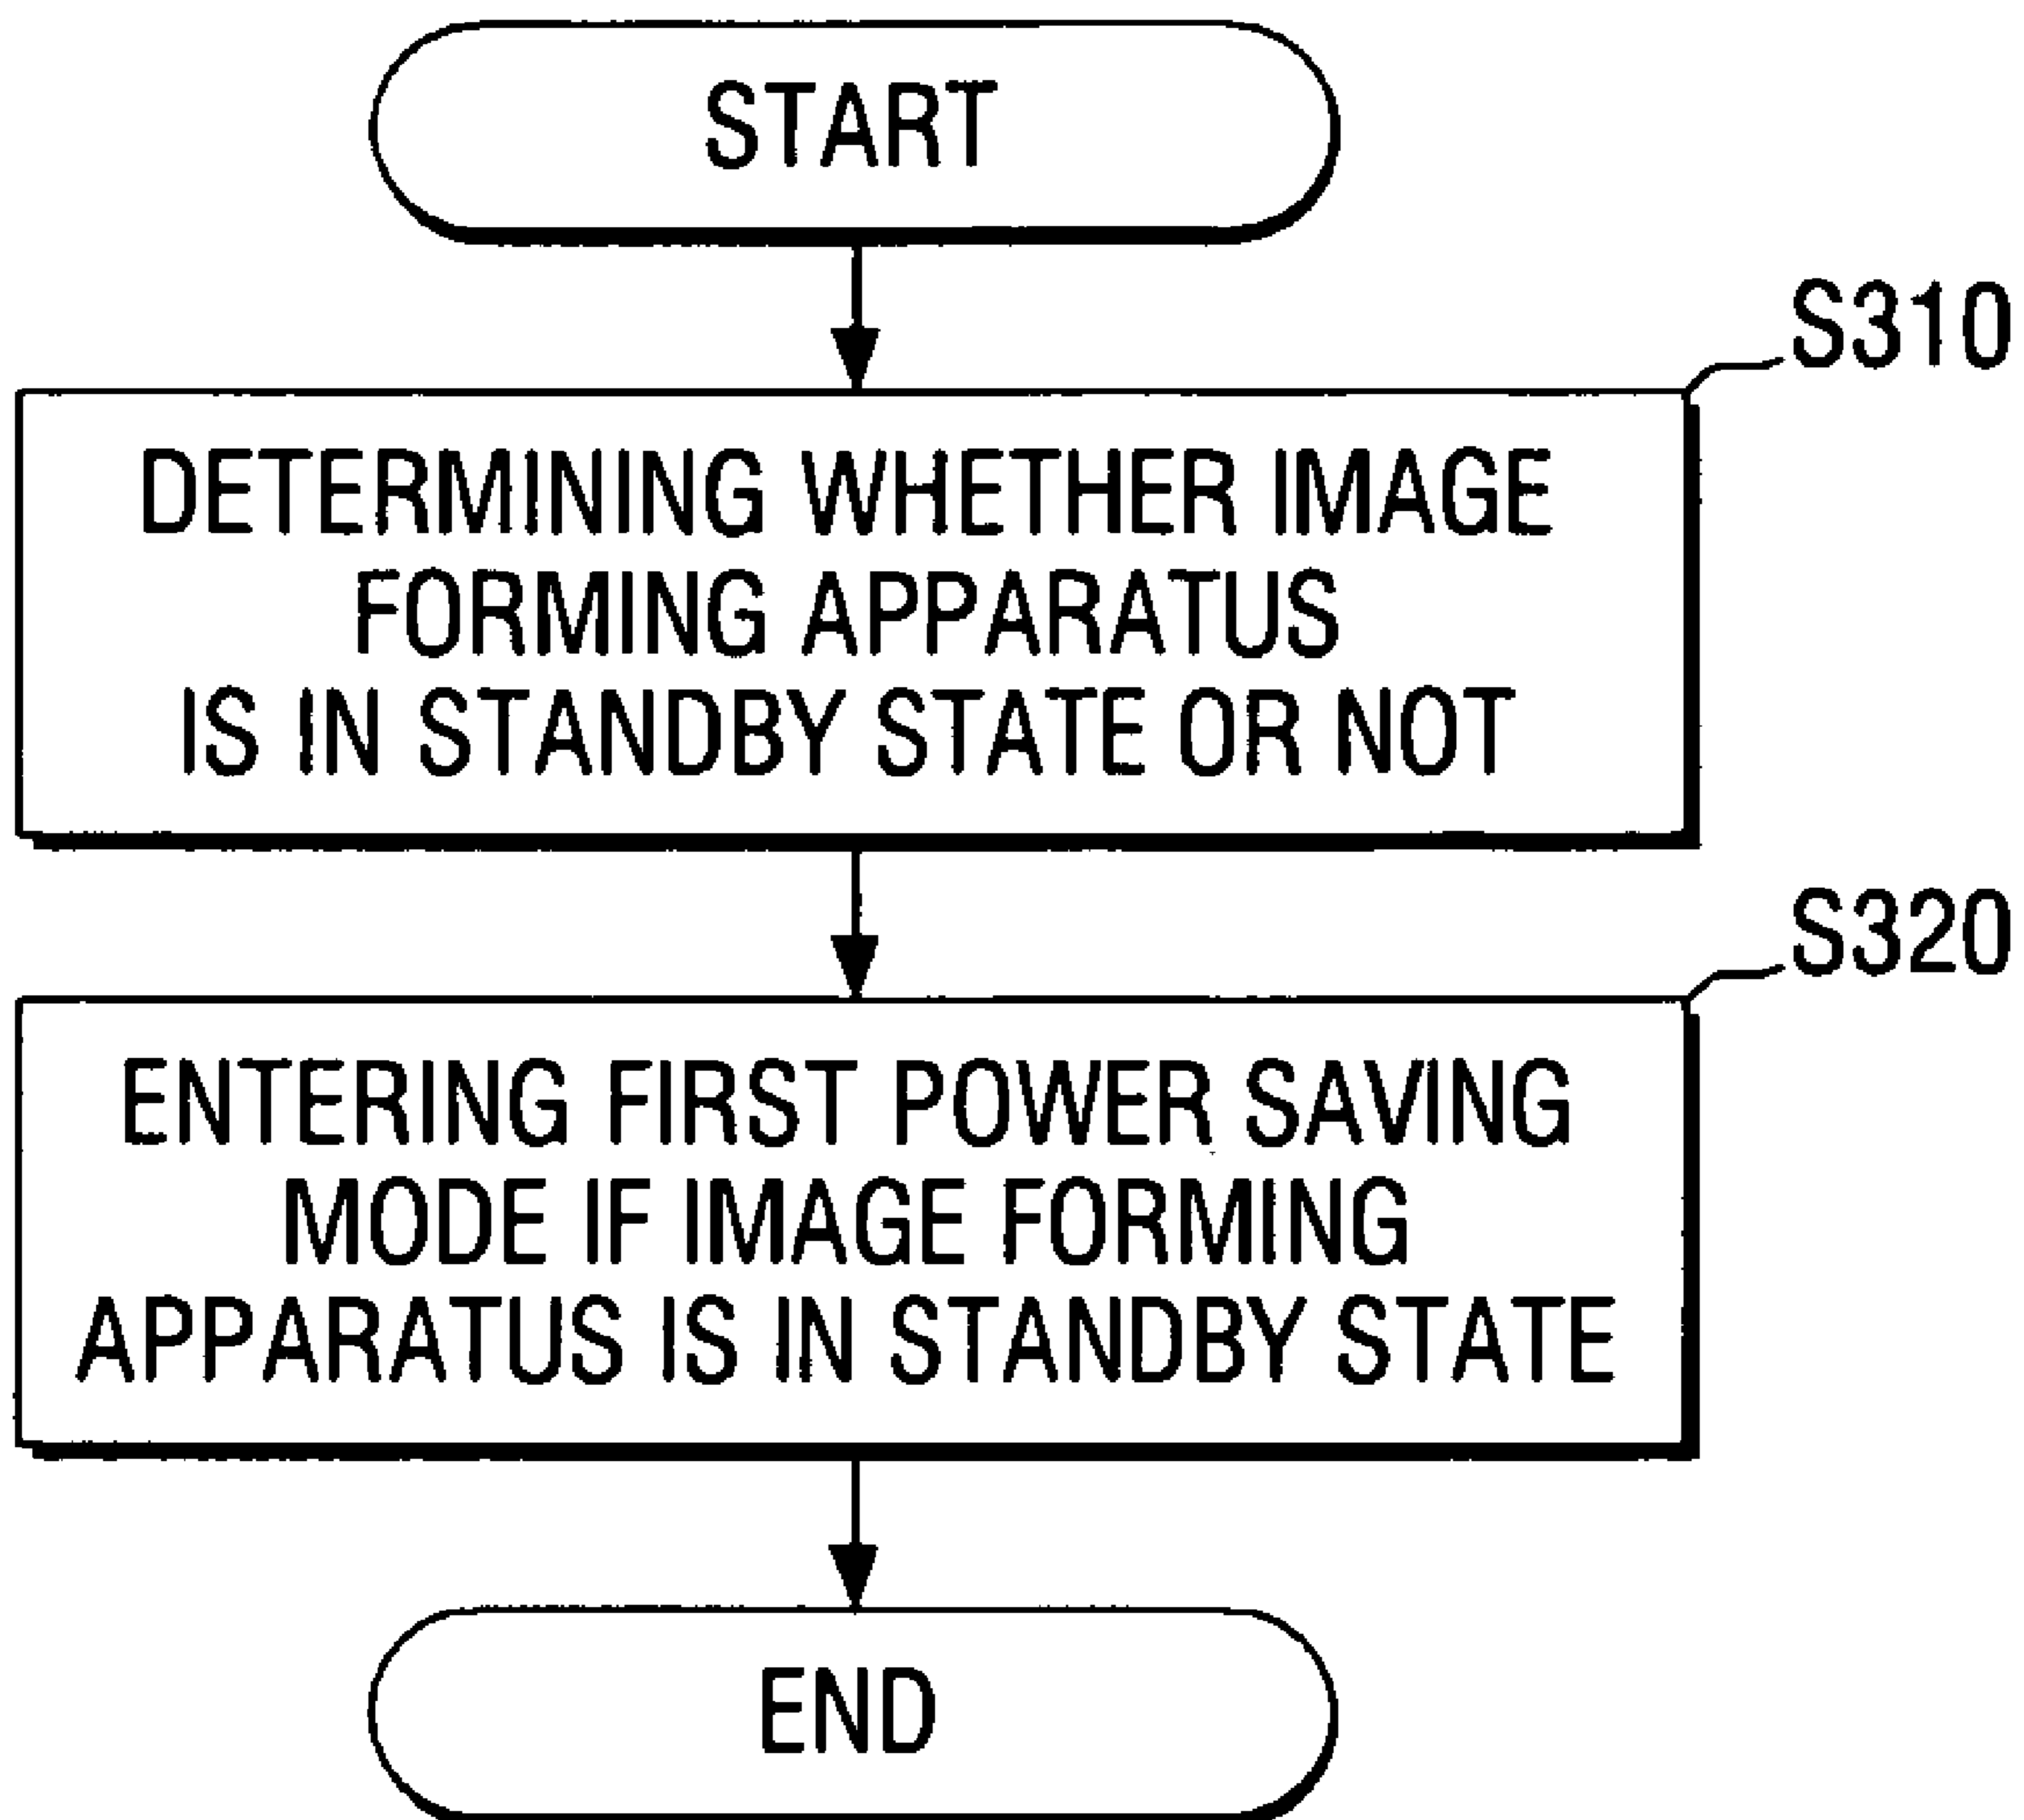 START
S310
DETERMINING WHETHER IMAGE
FORMING APPARATUS
IS IN STANDBY STATE OR NOT
S320
ENTERING FIRST POWER SAVING
MODE IF IMAGE FORMING
APPARATUS IS IN STANDBY STATE
END